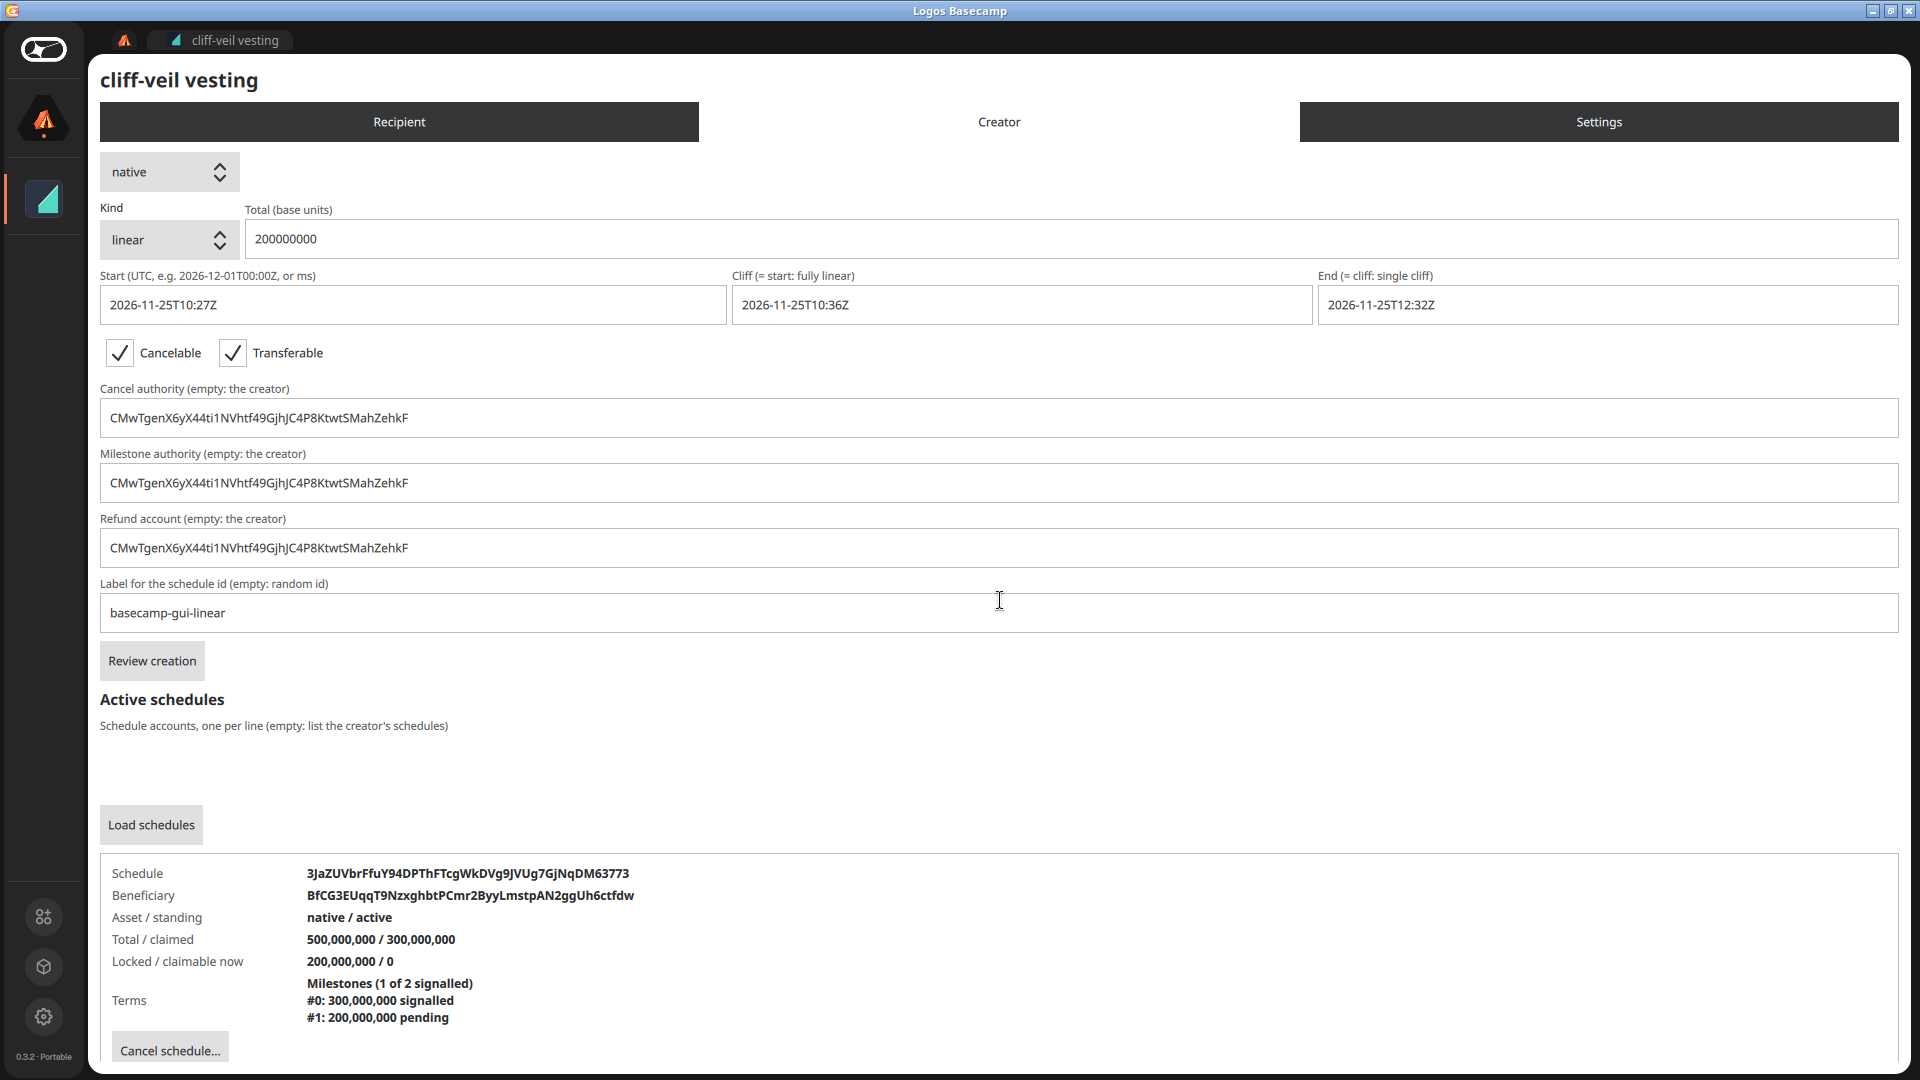 Logos Basecamp
cliff-veil vesting
cliff-veil vesting
Recipient
Creator
Settings
native
Kind
Total (base units)
linear
200000000
Start (UTC, e.g. 2026-12-01T00:00Z, or ms)
Cliff (= start: fully linear)
End (= cliff: single cliff)
2026-11-25T10:27Z
2026-11-25T10:36Z
2026-11-25T12:32Z
Cancelable
Transferable
Cancel authority (empty: the creator)
CMwTgenX6yX44ti1NVhtf49GjhJC4P8KtwtSMahZehkF
Milestone authority (empty: the creator)
CMwTgenX6yX44ti1NVhtf49GjhJC4P8KtwtSMahZehkF
Refund account (empty: the creator)
CMwTgenX6yX44ti1NVhtf49GjhJC4P8KtwtSMahZehkF
Label for the schedule id (empty: random id)
basecamp-gui-linear
Review creation
Active schedules
Schedule accounts, one per line (empty: list the creator's schedules)
Load schedules
Schedule 3JaZUVbrFfuY94DPThFTcgWkDVg9JVUg7GjNqDM63773
Beneficiary BfCG3EUqqT9NzxghbtPCmr2ByyLmstpAN2ggUh6ctfdw
Asset / standing native / active
Total / claimed 500,000,000 / 300,000,000
Locked / claimable now 200,000,000 / 0
Milestones (1 of 2 signalled)
Terms #0: 300,000,000 signalled
#1: 200,000,000 pending
Cancel schedule...
0.3.2 · Portable